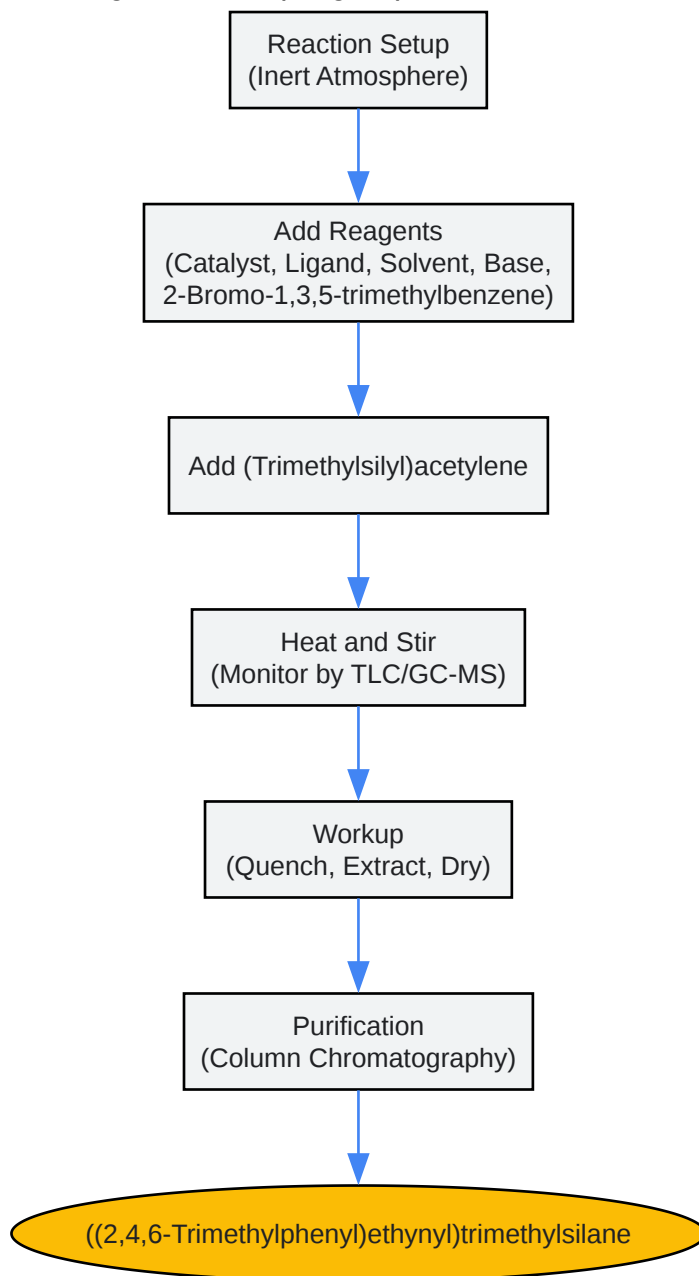 Reaction Setup
(Inert Atmosphere)
Add Reagents
(Catalyst, Ligand, Solvent, Base,
2-Bromo-1,3,5-trimethylbenzene)
Add (Trimethylsilyl)acetylene
Heat and Stir
(Monitor by TLC/GC-MS)
Workup
(Quench, Extract, Dry)
Purification
(Column Chromatography)
((2,4,6-Trimethylphenyl)ethynyl)trimethylsilane